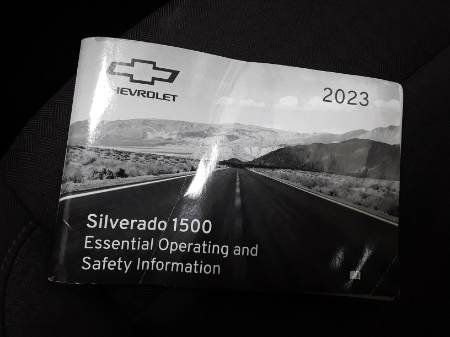 CHEVROLET
2023
Silverado 1500
Essential Operating and
Safety Information